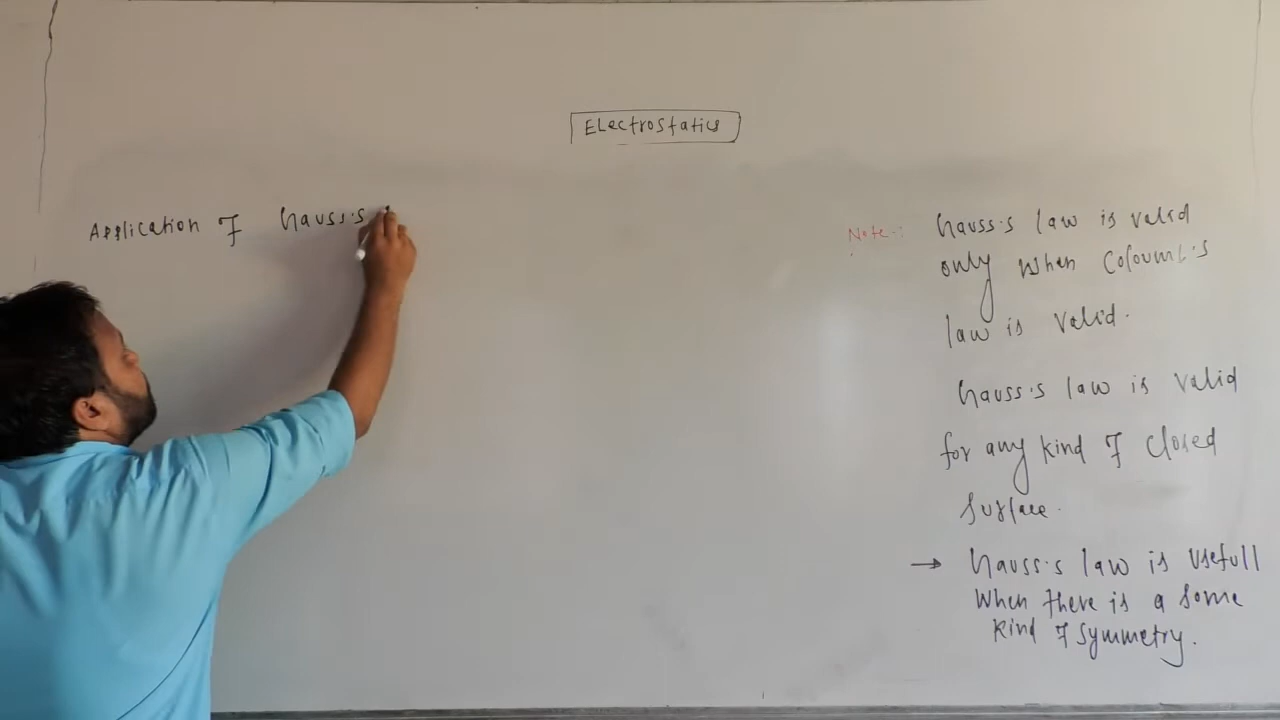 Electrostatics
Application of Gauss's
Note:- Gauss's law is valid
only when Coloumb's
law is valid.
Gauss's law is valid
for any kind of closed
surface.
→ Gauss's law is usefull
When there is a some
kind of symmetry.